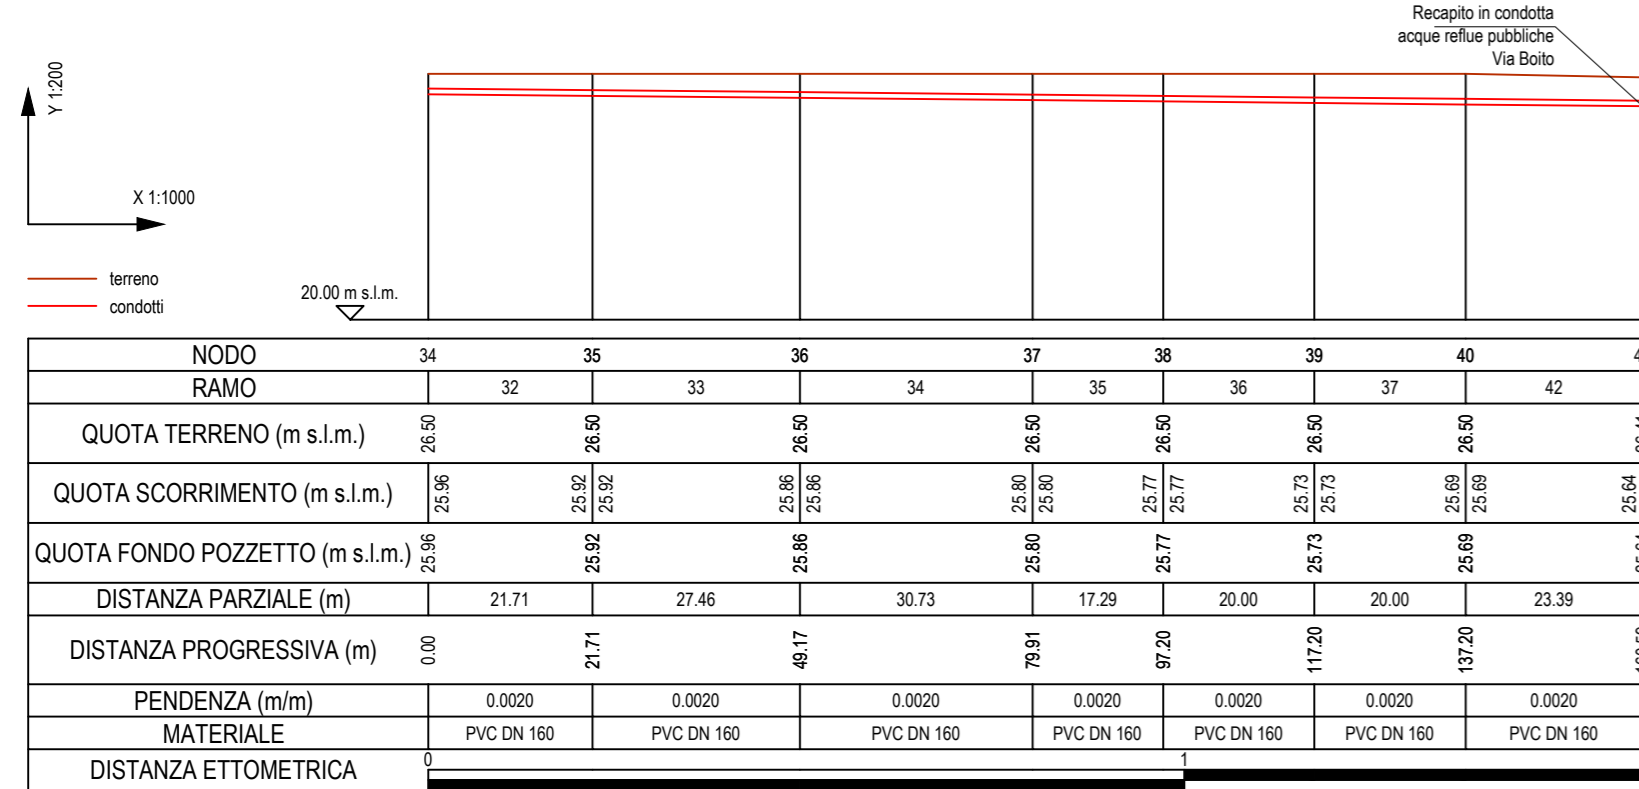 Recapito in condotta
acque reflue pubbliche
Via Boito
Y 1:200
X 1:1000
terreno
condotti
20.00 m s.l.m.
NODO 34 35 36 37 38 39 40
RAMO 32 33 34 35 36 37 42
QUOTA TERRENO (m s.l.m.) 26.50 26.50 26.50 26.50 26.50 26.50 26.50
QUOTA SCORRIMENTO (m s.l.m.) 25.96 25.92 25.92 25.86 25.86 25.80 25.80 25.77 25.77 25.73 25.73 25.69 25.69 25.64
QUOTA FONDO POZZETTO (m s.l.m.) 25.96 25.92 25.86 25.80 25.77 25.73 25.69
DISTANZA PARZIALE (m) 21.71 27.46 30.73 17.29 20.00 20.00 23.39
DISTANZA PROGRESSIVA (m) 0.00 21.71 49.17 79.91 97.20 117.20 137.20
PENDENZA (m/m) 0.0020 0.0020 0.0020 0.0020 0.0020 0.0020 0.0020
MATERIALE PVC DN 160 PVC DN 160 PVC DN 160 PVC DN 160 PVC DN 160 PVC DN 160 PVC DN 160
DISTANZA ETTOMETRICA 0 1